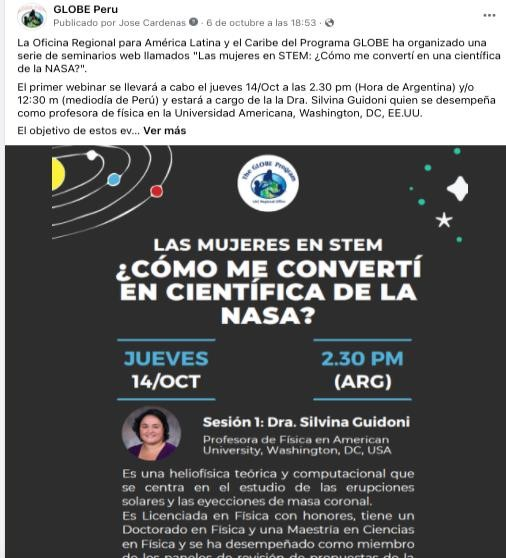 GLOBE Peru
Publicado por Jose Cardenas · 6 de octubre a las 18:53 ·
La Oficina Regional para América Latina y el Caribe del Programa GLOBE ha organizado una
serie de seminarios web llamados "Las mujeres en STEM: ¿Cómo me convertí en una científica
de la NASA?".
El primer webinar se llevará a cabo el jueves 14/Oct a las 2.30 pm (Hora de Argentina) y/o
12:30 m (mediodía de Perú) y estará a cargo de la la Dra. Silvina Guidoni quien se desempeña
como profesora de física en la Universidad Americana, Washington, DC, EE.UU.
El objetivo de estos ev... Ver más
The GLOBE Program
LAC Regional Office
LAS MUJERES EN STEM
¿CÓMO ME CONVERTÍ
EN CIENTÍFICA DE LA
NASA?
JUEVES
14/OCT
2.30 PM
(ARG)
Sesión 1: Dra. Silvina Guidoni
Profesora de Física en American
University, Washington, DC, USA
Es una heliofísica teórica y computacional que
se centra en el estudio de las erupciones
solares y las eyecciones de masa coronal.
Es Licenciada en Física con honores, tiene un
Doctorado en Física y una Maestría en Ciencias
en Física y se ha desempeñado como miembro
de los paneles de revisión de propuestas de la